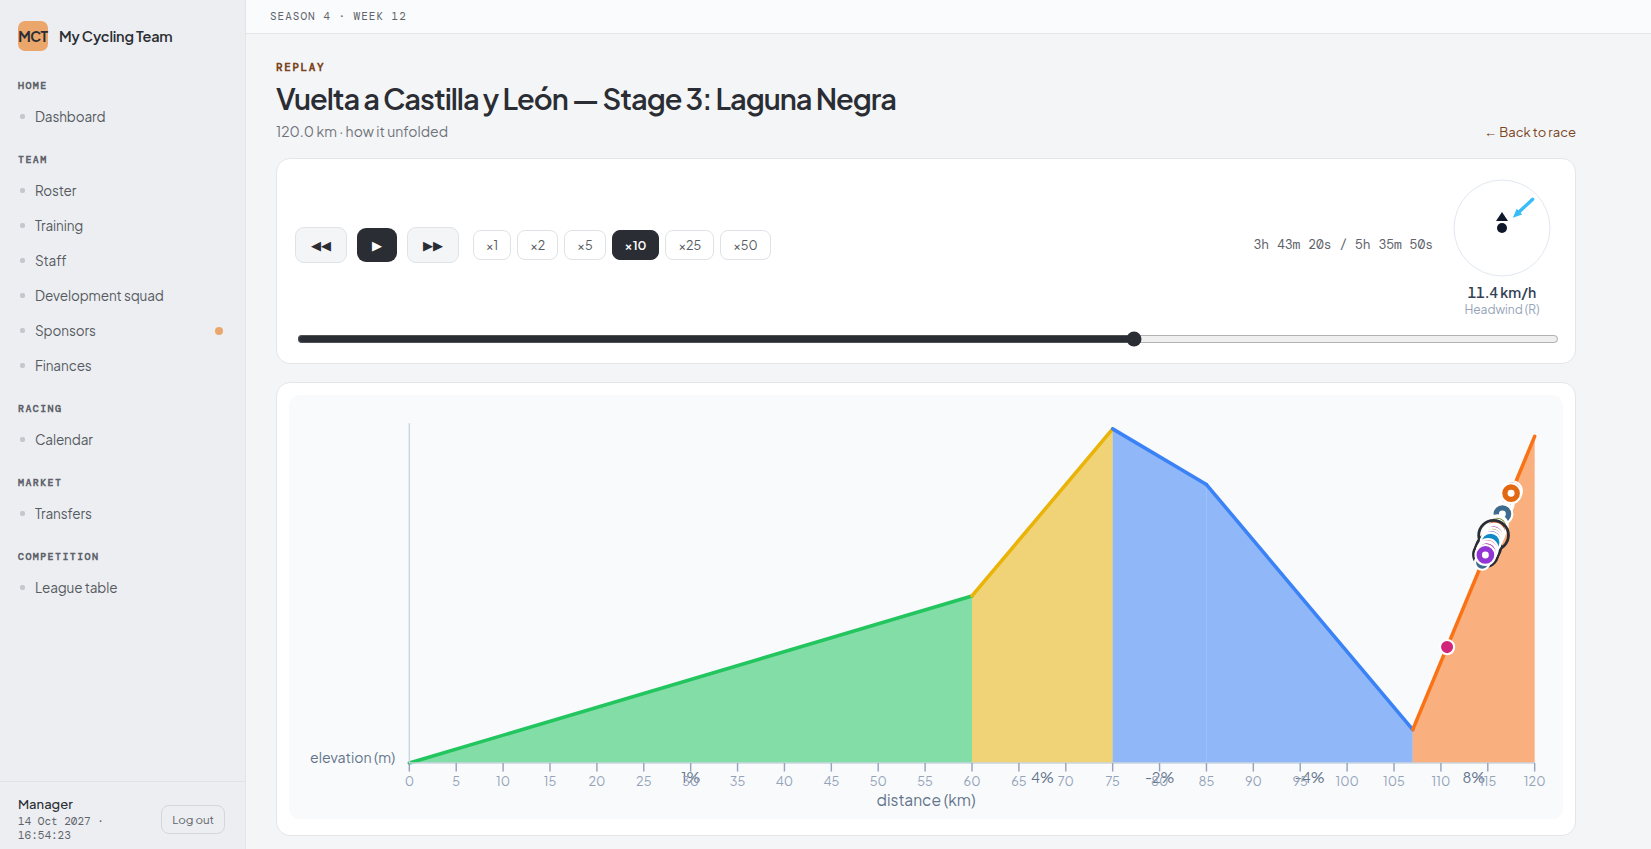 SEASON 4 · WEEK 12
MCT My Cycling Team
HOME
Dashboard
TEAM
Roster
Training
Staff
Development squad
Sponsors
Finances
RACING
Calendar
MARKET
Transfers
COMPETITION
League table
Manager
14 Oct 2027 ·
16:54:23
Log out
REPLAY
Vuelta a Castilla y León — Stage 3: Laguna Negra
120.0 km · how it unfolded
← Back to race
×1 ×2 ×5 ×10 ×25 ×50
3h 43m 20s / 5h 35m 50s
11.4 km/h
Headwind (R)
elevation (m)
1% 4% -2% -4% 8%
0 5 10 15 20 25 30 35 40 45 50 55 60 65 70 75 80 85 90 95 100 105 110 115 120
distance (km)